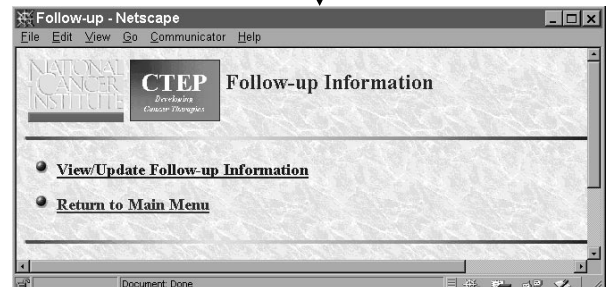 Follow-up - Netscape
File Edit View Go Communicator Help
NATIONAL
CANCER
INSTITUTE
CTEP
Developing
Cancer Therapies
Follow-up Information
View/Update Follow-up Information
Return to Main Menu
Document: Done